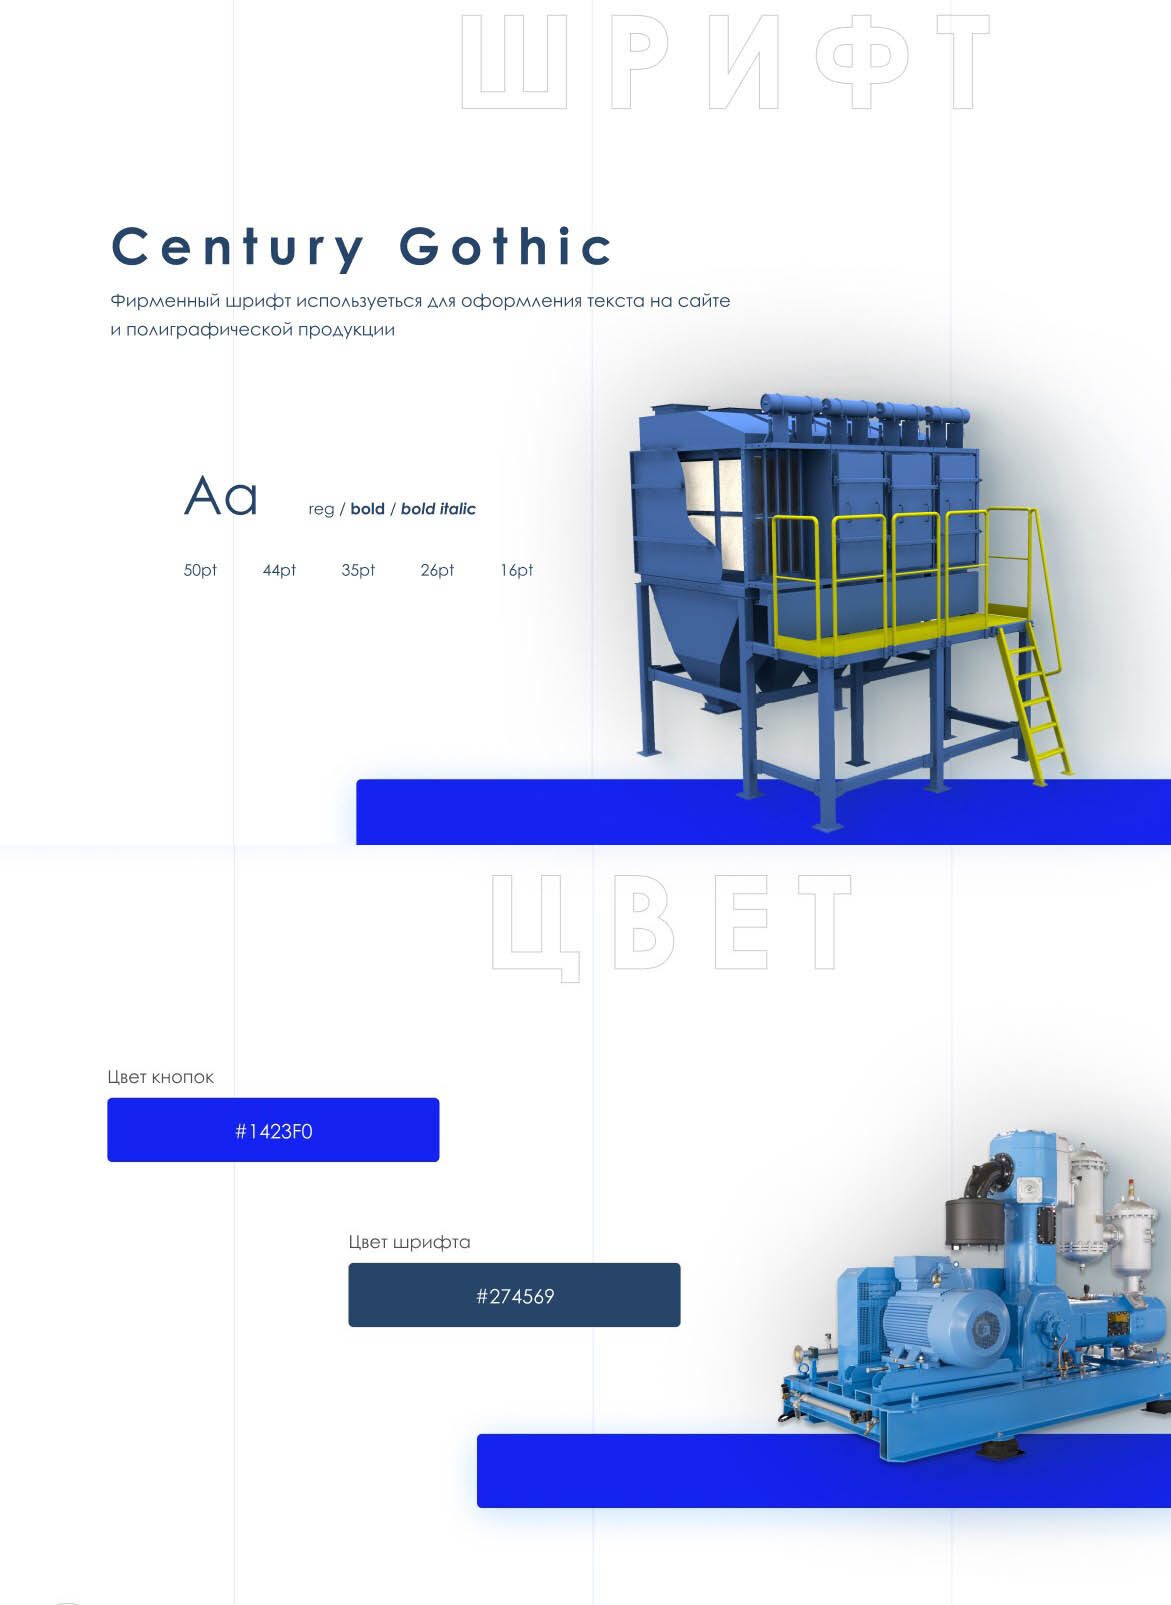 ШРИФТ
Century Gothic
Фирменный шрифт используеться для оформления текста на сайте
и полиграфической продукции
Aa
reg / bold / bold italic
50pt 44pt 35pt 26pt 16pt
ЦВЕТ
Цвет кнопок
#1423F0
Цвет шрифта
#274569